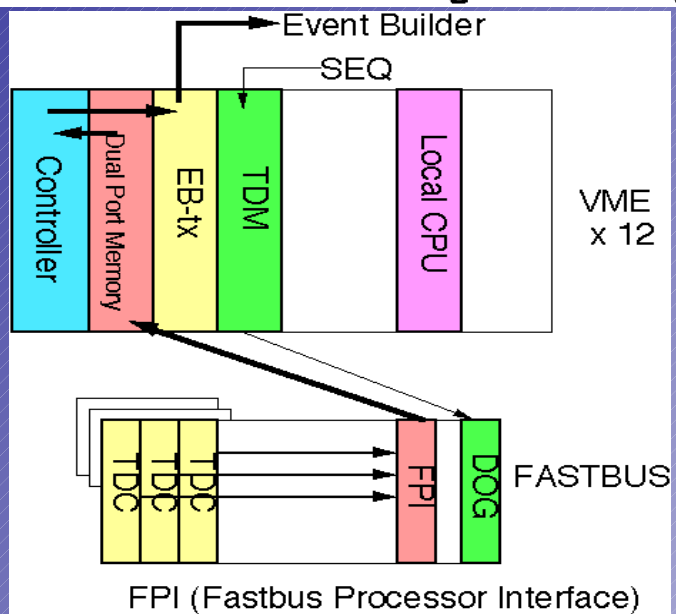 Event Builder
SEQ
Controller
Dual Port Memory
EB-tx
TDM
Local CPU
VME
x 12
TDC
TDC
TDC
FPI
DOG
FASTBUS
FPI (Fastbus Processor Interface)